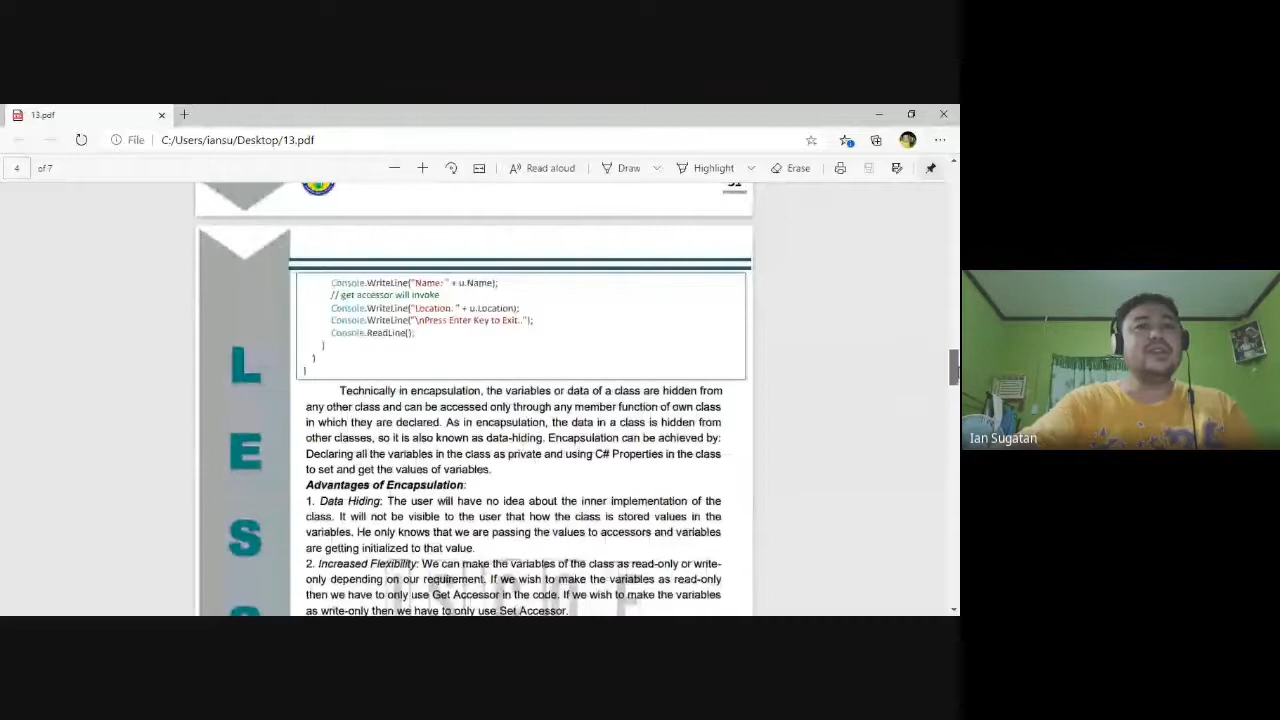 13.pdf
File
C:/Users/iansu/Desktop/13.pdf
4 of 7
Read aloud
Draw
Highlight
Erase
51
Console.WriteLine("Name: " + u.Name);
// get accessor will invoke
Console.WriteLine("Location: " + u.Location);
Console.WriteLine("\nPress Enter Key to Exit..");
Console.ReadLine();
}
}
}
Technically in encapsulation, the variables or data of a class are hidden from
any other class and can be accessed only through any member function of own class
in which they are declared. As in encapsulation, the data in a class is hidden from
other classes, so it is also known as data-hiding. Encapsulation can be achieved by:
Declaring all the variables in the class as private and using C# Properties in the class
to set and get the values of variables.
Advantages of Encapsulation:
1. Data Hiding: The user will have no idea about the inner implementation of the
class. It will not be visible to the user that how the class is stored values in the
variables. He only knows that we are passing the values to accessors and variables
are getting initialized to that value.
2. Increased Flexibility: We can make the variables of the class as read-only or write-
only depending on our requirement. If we wish to make the variables as read-only
then we have to only use Get Accessor in the code. If we wish to make the variables
as write-only then we have to only use Set Accessor.
L
E
S
Ian Sugatan